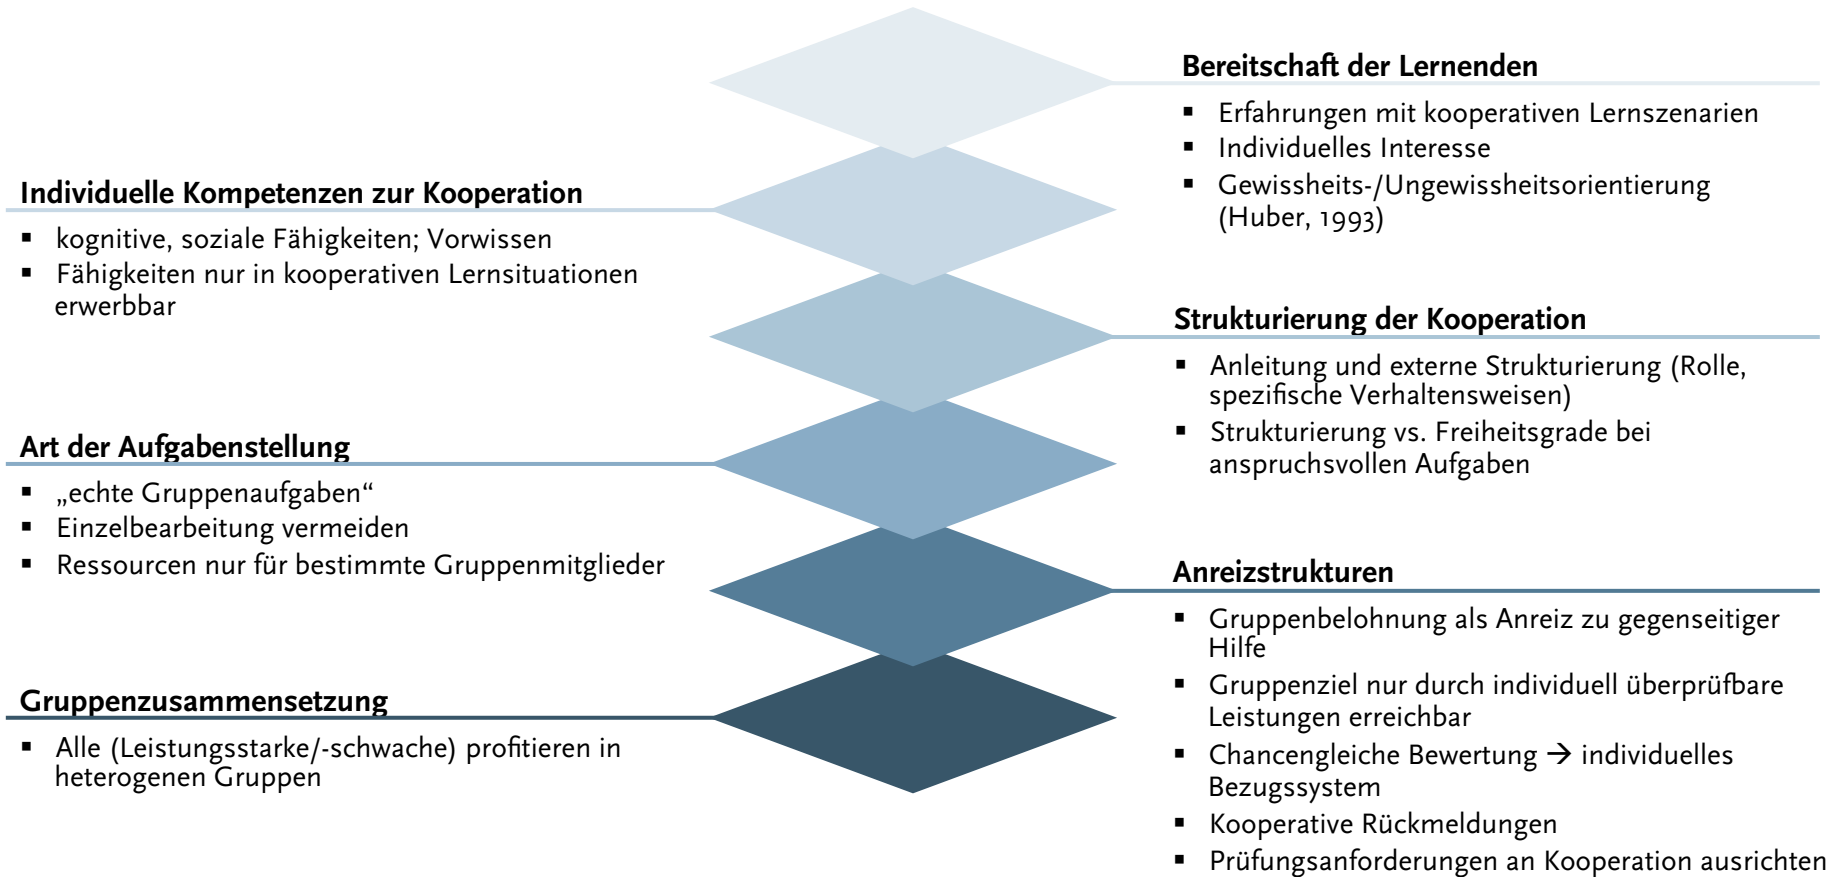 Bereitschaft der Lernenden
▪ Erfahrungen mit kooperativen Lernszenarien
▪ Individuelles Interesse
▪ Gewissheits-/Ungewissheitsorientierung
(Huber, 1993)
Individuelle Kompetenzen zur Kooperation
▪ kognitive, soziale Fähigkeiten; Vorwissen
▪ Fähigkeiten nur in kooperativen Lernsituationen
erwerbbar
Strukturierung der Kooperation
▪ Anleitung und externe Strukturierung (Rolle,
spezifische Verhaltensweisen)
▪ Strukturierung vs. Freiheitsgrade bei
anspruchsvollen Aufgaben
Art der Aufgabenstellung
▪ „echte Gruppenaufgaben“
▪ Einzelbearbeitung vermeiden
▪ Ressourcen nur für bestimmte Gruppenmitglieder
Anreizstrukturen
▪ Gruppenbelohnung als Anreiz zu gegenseitiger
Hilfe
▪ Gruppenziel nur durch individuell überprüfbare
Leistungen erreichbar
▪ Chancengleiche Bewertung → individuelles
Bezugssystem
▪ Kooperative Rückmeldungen
▪ Prüfungsanforderungen an Kooperation ausrichten
Gruppenzusammensetzung
▪ Alle (Leistungsstarke/-schwache) profitieren in
heterogenen Gruppen